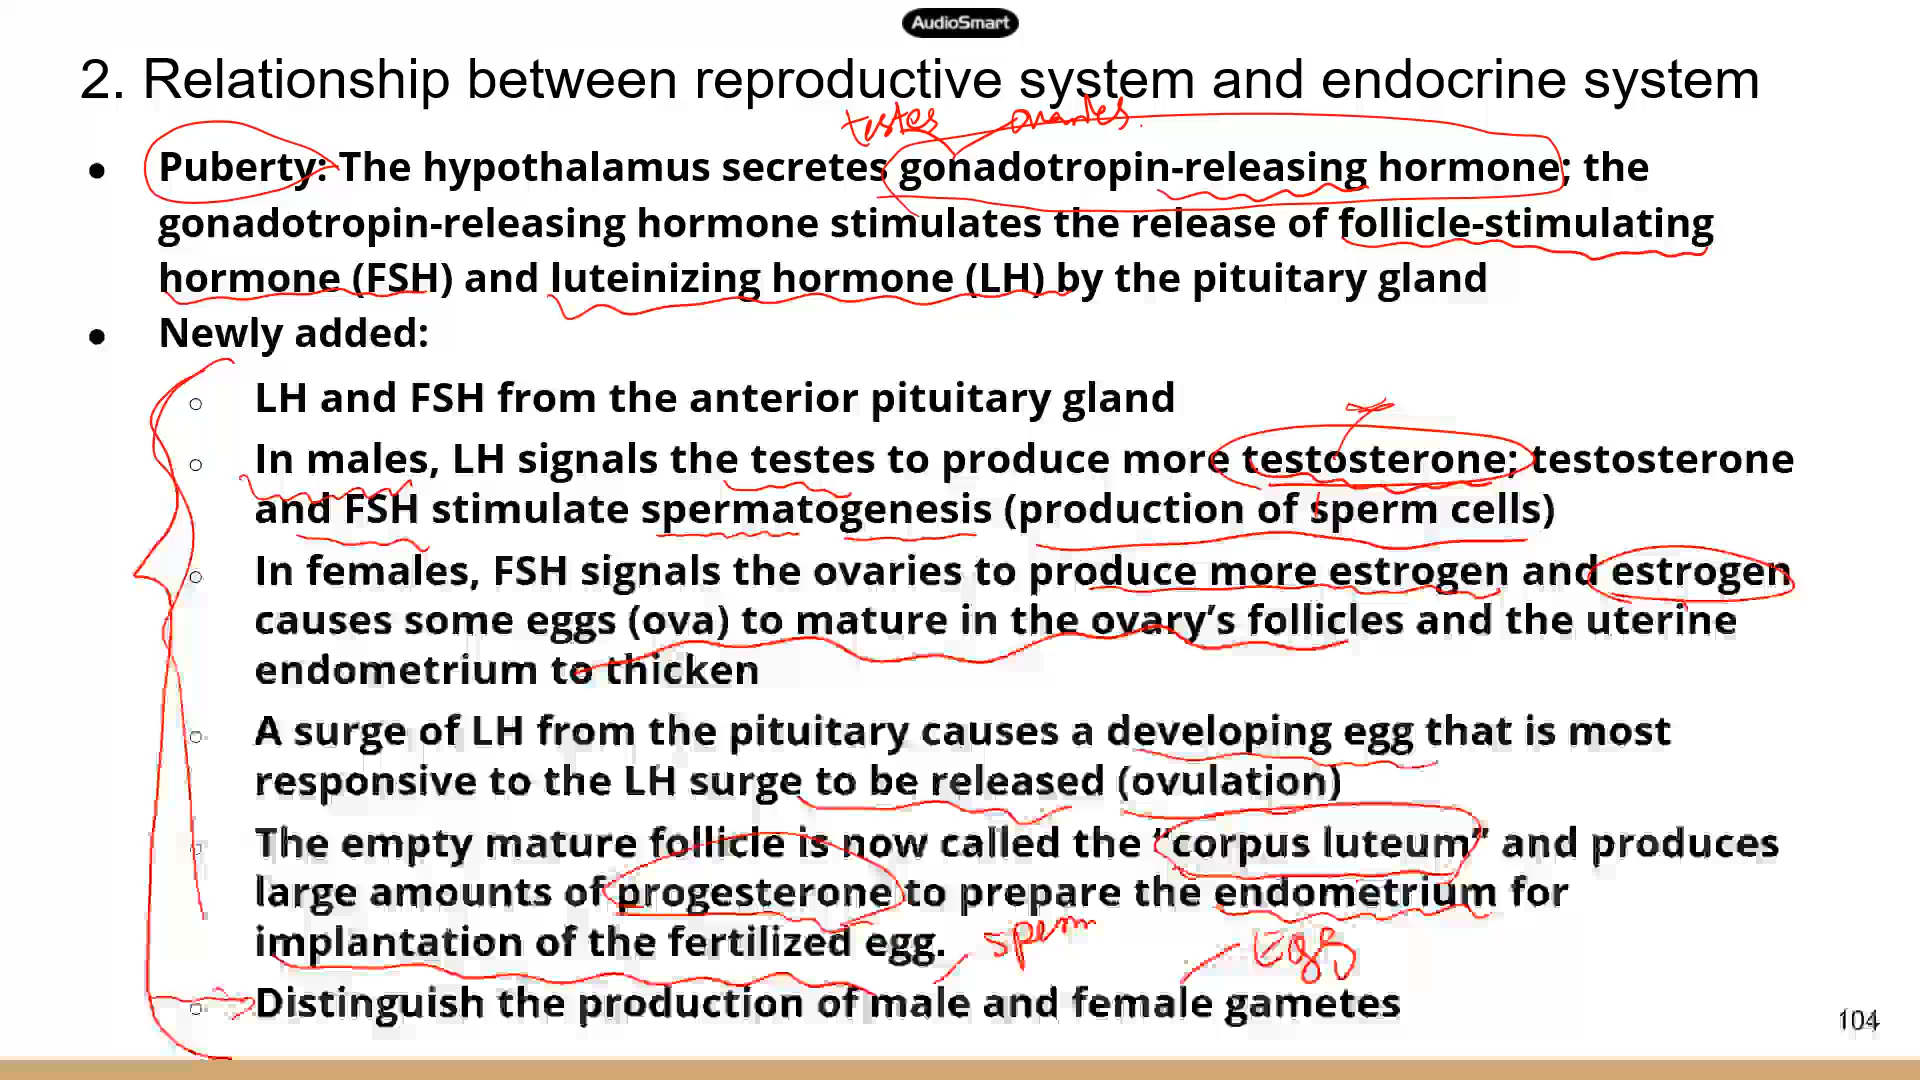 AudioSmart
2. Relationship between reproductive system and endocrine system
testes ovaries.
● Puberty: The hypothalamus secretes gonadotropin-releasing hormone; the
gonadotropin-releasing hormone stimulates the release of follicle-stimulating
hormone (FSH) and luteinizing hormone (LH) by the pituitary gland
● Newly added:
○ LH and FSH from the anterior pituitary gland
○ In males, LH signals the testes to produce more testosterone; testosterone
and FSH stimulate spermatogenesis (production of sperm cells)
○ In females, FSH signals the ovaries to produce more estrogen and estrogen
causes some eggs (ova) to mature in the ovary’s follicles and the uterine
endometrium to thicken
○ A surge of LH from the pituitary causes a developing egg that is most
responsive to the LH surge to be released (ovulation)
○ The empty mature follicle is now called the “corpus luteum” and produces
large amounts of progesterone to prepare the endometrium for
implantation of the fertilized egg.
sperm Egg
○ Distinguish the production of male and female gametes
104